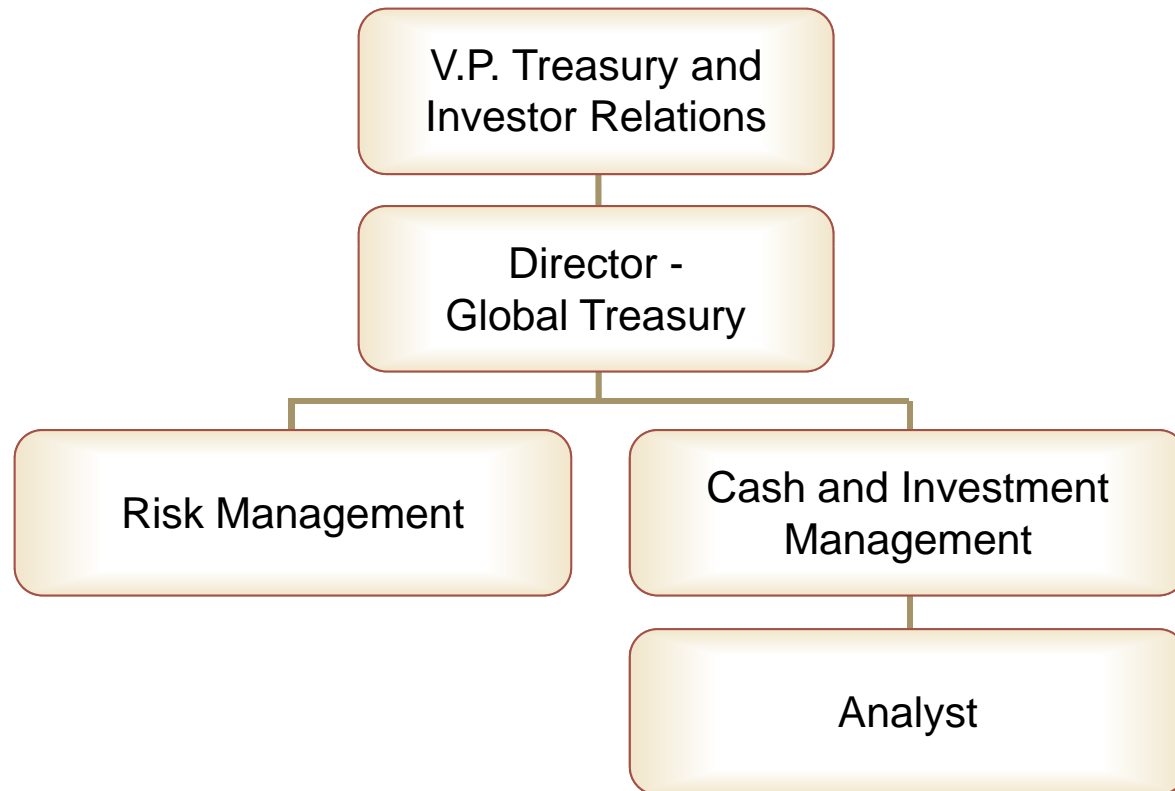 V.P. Treasury and
Investor Relations
Director -
Global Treasury
Risk Management
Cash and Investment
Management
Analyst